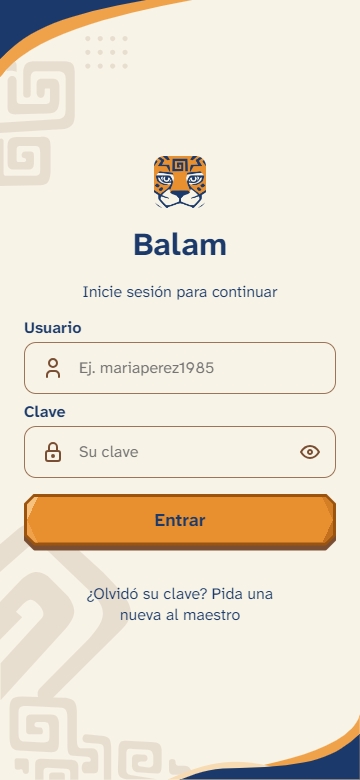 Balam
Inicie sesión para continuar
Usuario
Ej. mariaperez1985
Clave
Su clave
Entrar
¿Olvidó su clave? Pida una
nueva al maestro